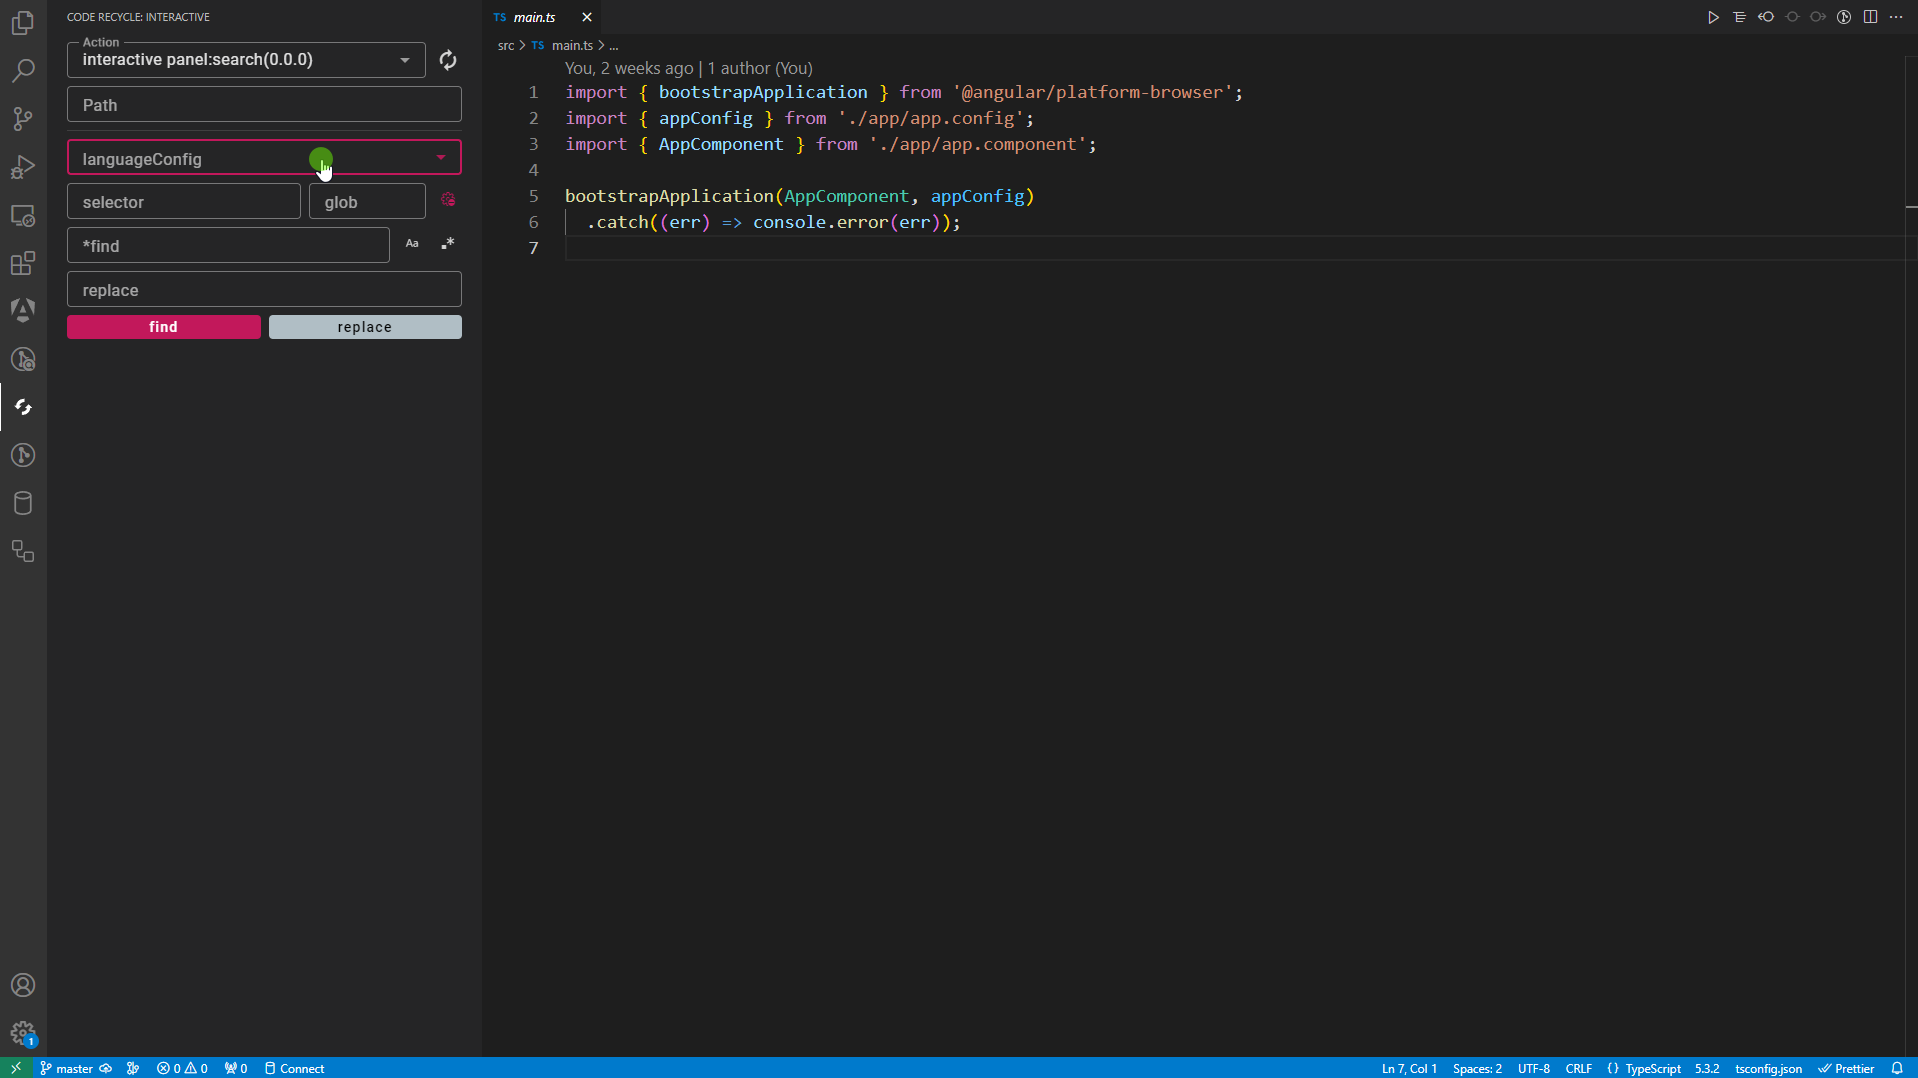 CODE RECYCLE: INTERACTIVE
Action
interactive panel:search(0.0.0)
Path
languageConfig
selector
glob
*find
Aa
.*
replace
find
replace
1
TS main.ts
src > TS main.ts > ...
You, 2 weeks ago | 1 author (You)
1 import { bootstrapApplication } from '@angular/platform-browser';
2 import { appConfig } from './app/app.config';
3 import { AppComponent } from './app/app.component';
4
5 bootstrapApplication(AppComponent, appConfig)
6 .catch((err) => console.error(err));
7
master 0 0 0 Connect Ln 7, Col 1 Spaces: 2 UTF-8 CRLF {} TypeScript 5.3.2 tsconfig.json Prettier